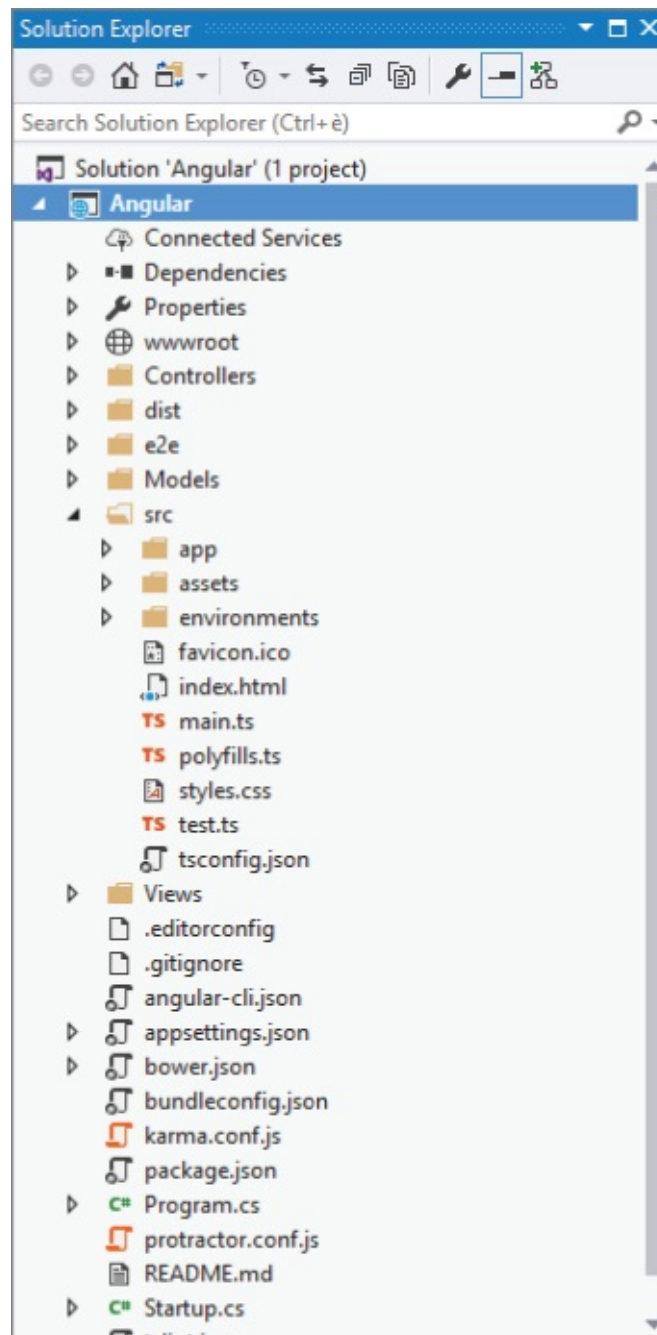 Solution Explorer
Search Solution Explorer (Ctrl+è)
Solution 'Angular' (1 project)
Angular
Connected Services
Dependencies
Properties
wwwroot
Controllers
dist
e2e
Models
src
app
assets
environments
favicon.ico
index.html
TS main.ts
TS polyfills.ts
styles.css
TS test.ts
tsconfig.json
Views
.editorconfig
.gitignore
angular-cli.json
appsettings.json
bower.json
bundleconfig.json
karma.conf.js
package.json
C# Program.cs
protractor.conf.js
README.md
C# Startup.cs